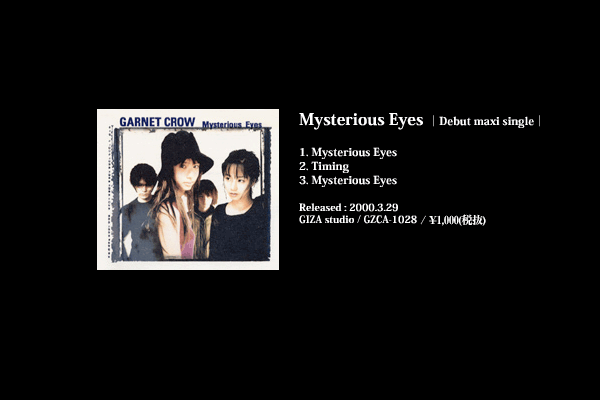 GARNET CROW Mysterious Eyes
Mysterious Eyes | Debut maxi single |
1. Mysterious Eyes
2. Timing
3. Mysterious Eyes
Released : 2000.3.29
GIZA studio / GZCA-1028 / ¥1,000(税抜)